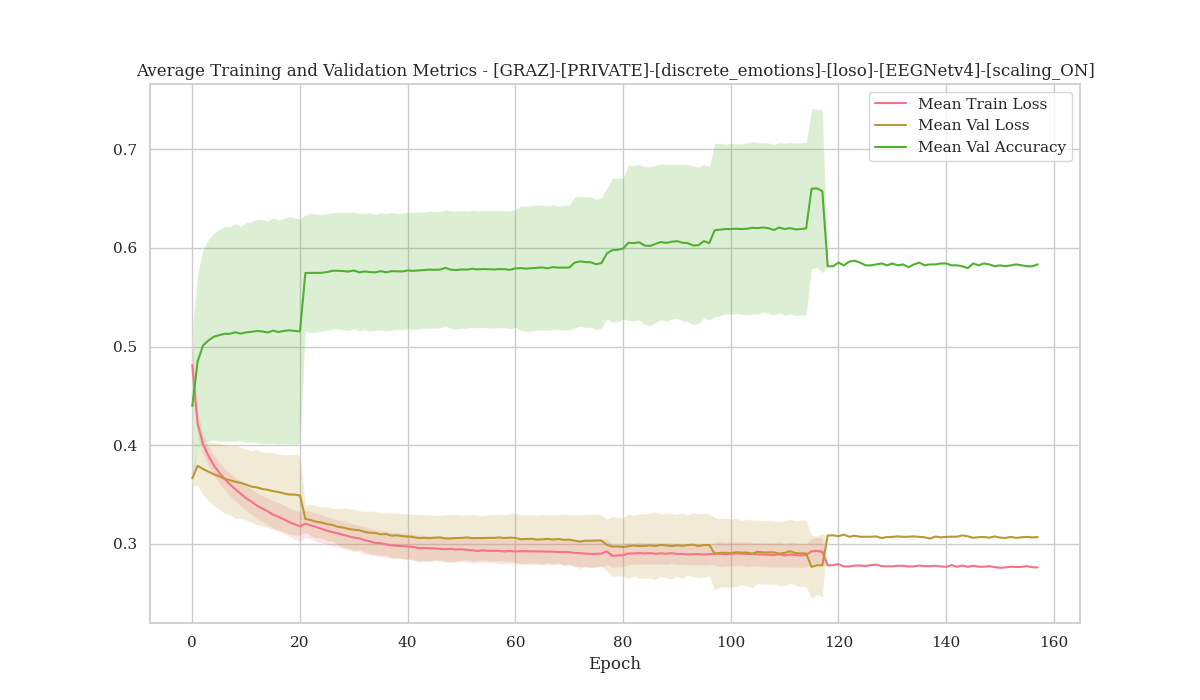 Average Training and Validation Metrics - [GRAZ]-[PRIVATE]-[discrete_emotions]-[loso]-[EEGNetv4]-[scaling_ON]
Mean Train Loss
Mean Val Loss
Mean Val Accuracy
0.7
0.6
0.5
0.4
0.3
0 20 40 60 80 100 120 140 160
Epoch